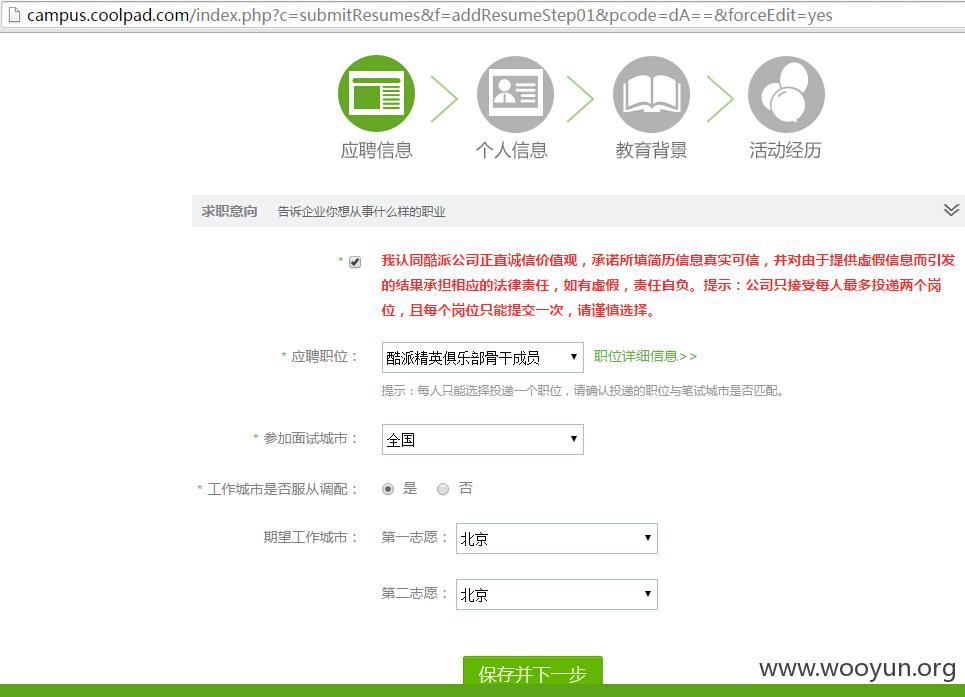 campus.coolpad.com/index.php?c=submitResumes&f=addResumeStep01&pcode=dA==&forceEdit=yes
应聘信息 个人信息 教育背景 活动经历
求职意向 告诉企业你想从事什么样的职业
* 我认同酷派公司正直诚信价值观，承诺所填简历信息真实可信，并对由于提供虚假信息而引发
的结果承担相应的法律责任，如有虚假，责任自负。提示：公司只接受每人最多投递两个岗
位，且每个岗位只能提交一次，请谨慎选择。
* 应聘职位： 酷派精英俱乐部骨干成员 职位详细信息>>
提示：每人只能选择投递一个职位，请确认投递的职位与笔试城市是否匹配。
* 参加面试城市： 全国
* 工作城市是否服从调配： 是 否
期望工作城市： 第一志愿： 北京
第二志愿： 北京
保存并下一步
www.wooyun.org